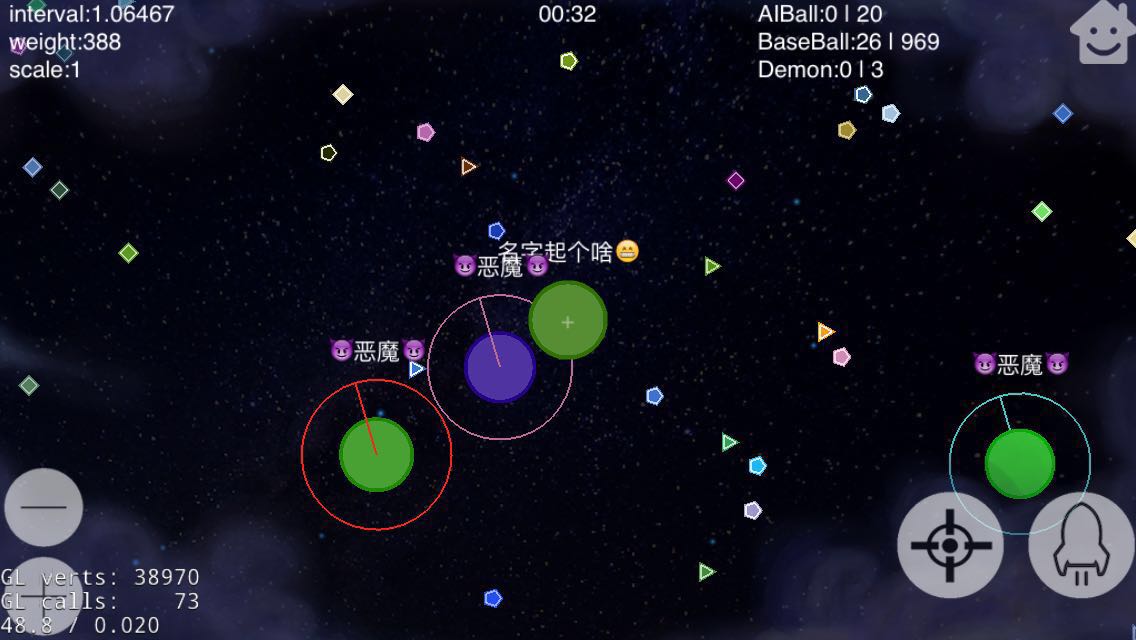 interval:1.06467
weight:388
scale:1
00:32
AIBall:0 | 20
BaseBall:26 | 969
Demon:0 | 3
名字起个啥😁
😈恶魔😈
😈恶魔😈
😈恶魔😈
GL verts: 38970
GL calls: 73
48.8 / 0.020